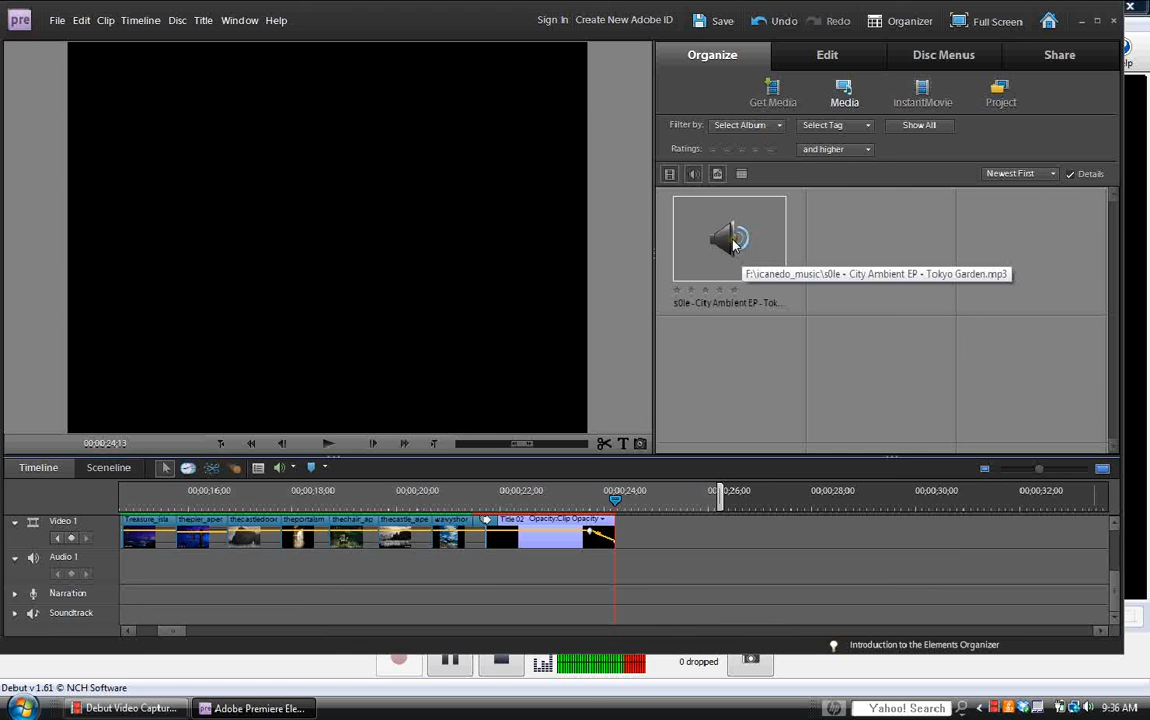 pre File Edit Clip Timeline Disc Title Window Help Sign In Create New Adobe ID Save Undo Redo Organizer Full Screen
Organize Edit Disc Menus Share
Get Media Media InstantMovie Project
Filter by: Select Album Select Tag Show All
Ratings: and higher
Newest First Details
F:\icanedo_music\s0le - City Ambient EP - Tokyo Garden.mp3
s0le - City Ambient EP - Tok...
00;00;24;13
Timeline Sceneline
00;00;16;00 00;00;18;00 00;00;20;00 00;00;22;00 00;00;24;00 00;00;26;00 00;00;28;00 00;00;30;00 00;00;32;00
Video 1 Treasure_isla thepier_aper thecastledoor theportalsm thechair_ap thecastle_ape wavyshor Title 02 Opacity:Clip Opacity
Audio 1
Narration
Soundtrack
Introduction to the Elements Organizer
0 dropped
Debut v 1.61 © NCH Software
Debut Video Captur... Adobe Premiere Ele... Yahoo! Search 9:36 AM